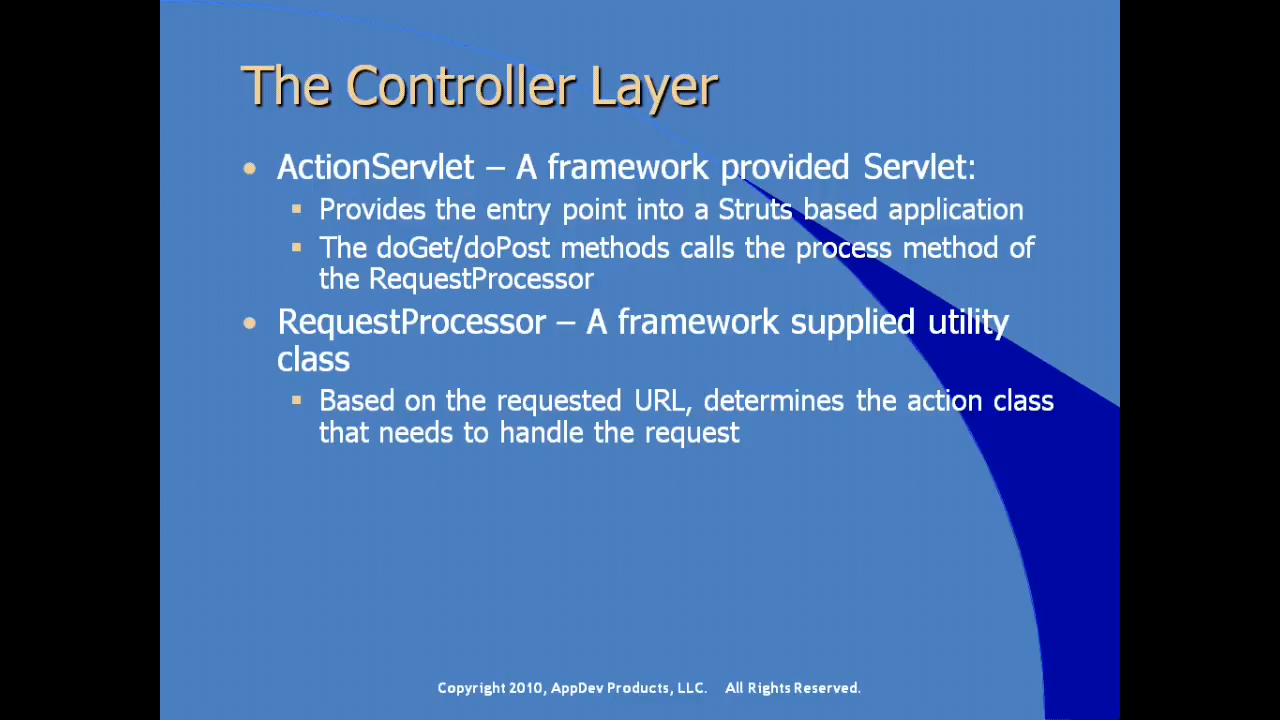 The Controller Layer
ActionServlet – A framework provided Servlet:
Provides the entry point into a Struts based application
The doGet/doPost methods calls the process method of
the RequestProcessor
RequestProcessor – A framework supplied utility
class
Based on the requested URL, determines the action class
that needs to handle the request
Copyright 2010, AppDev Products, LLC. All Rights Reserved.